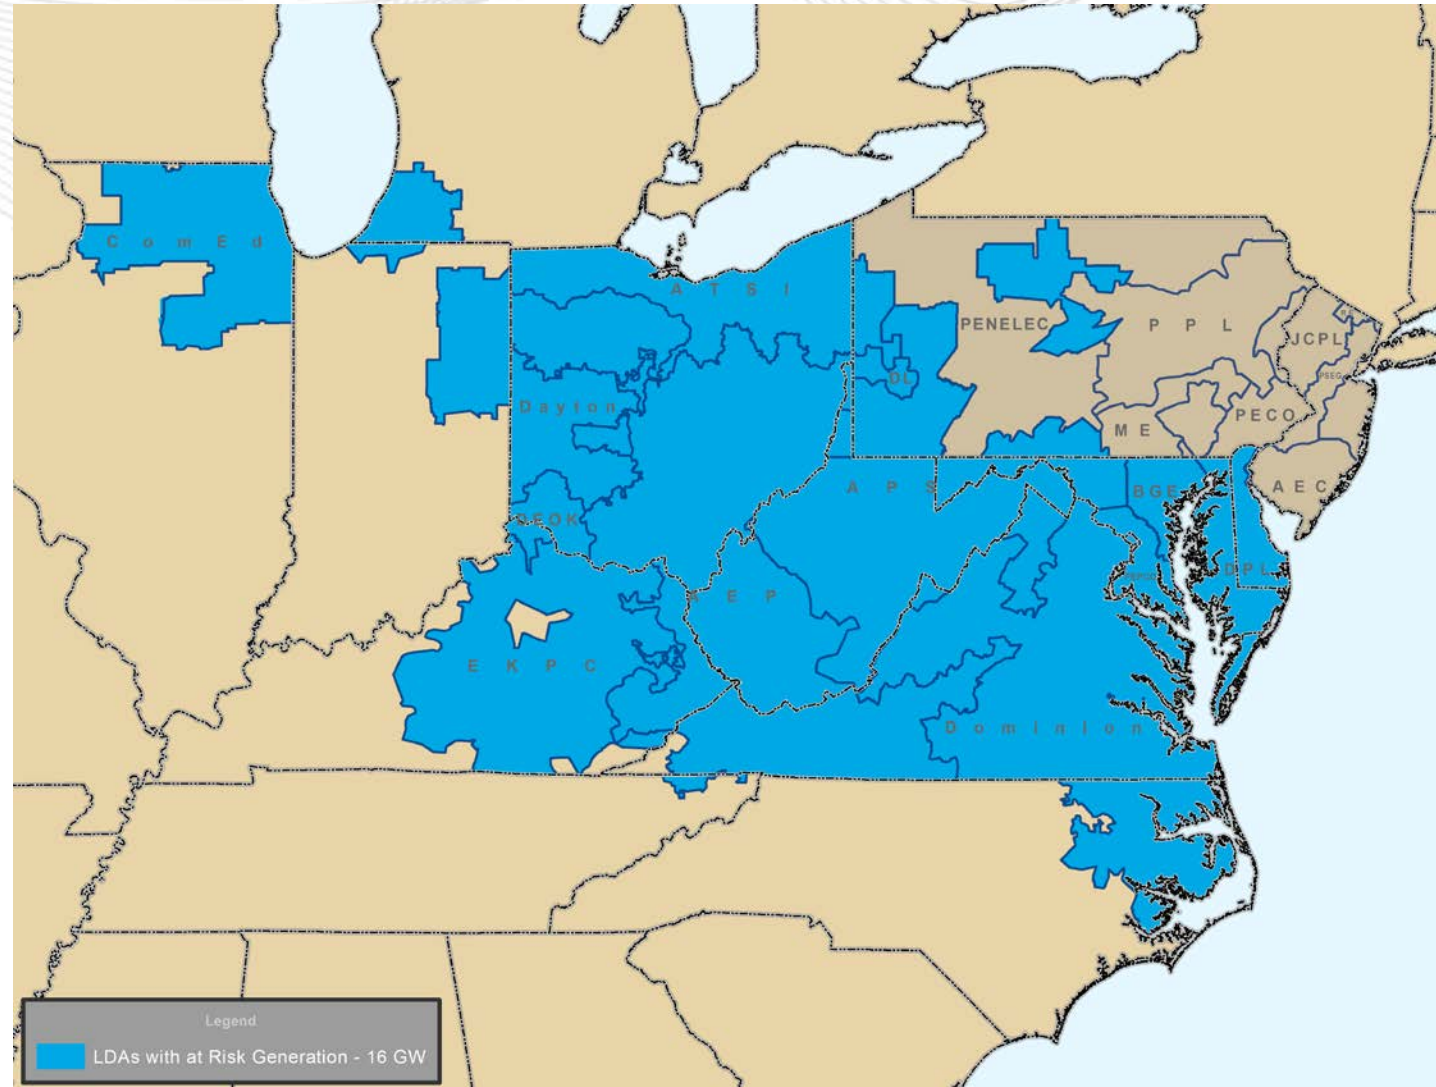 ComEd
ATSI
PENELEC
PPL
JCPL
DL
PSEG
Dayton
ME
PECO
APS
BGE
AEC
DEOK
DPL
AEP
EKPC
Dominion
Legend
LDAs with at Risk Generation - 16 GW